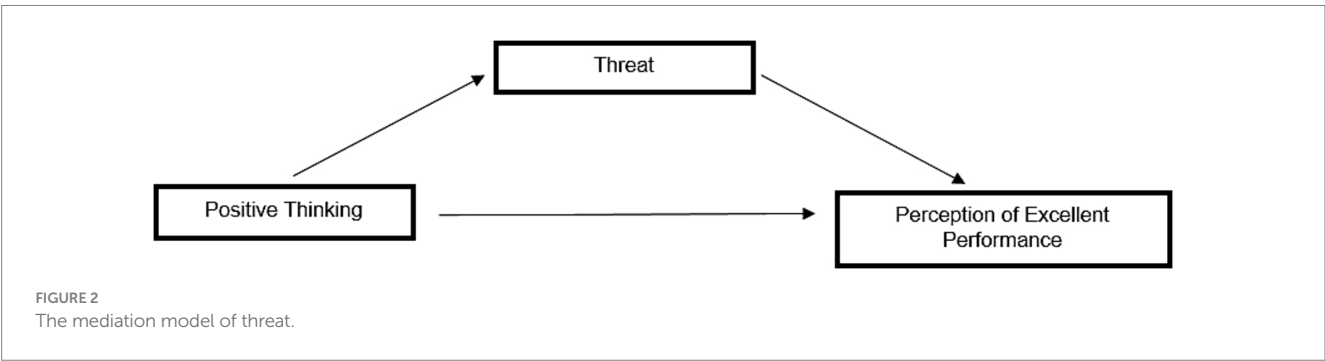 Threat
Positive Thinking
Perception of Excellent
Performance
FIGURE 2
The mediation model of threat.